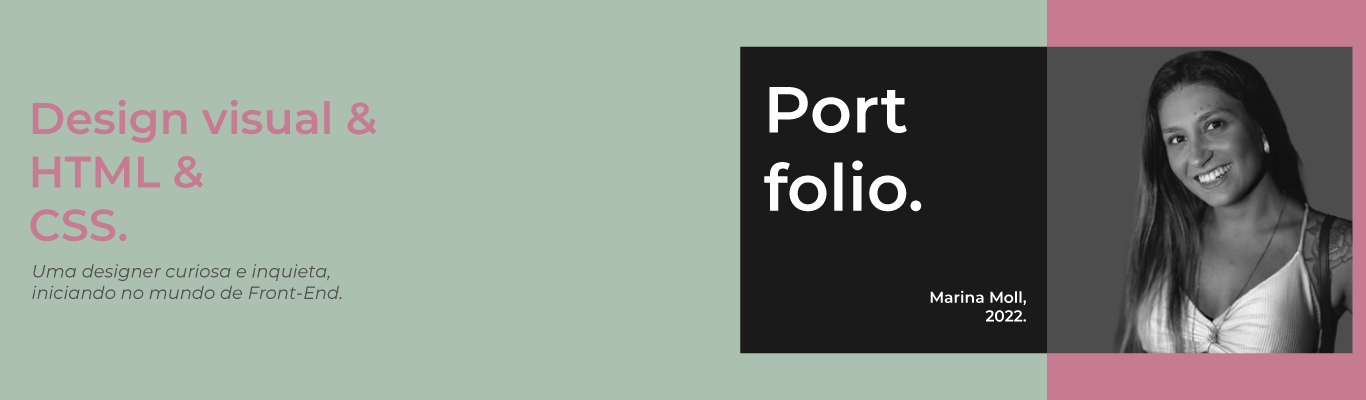 Design visual &
HTML &
CSS.
Uma designer curiosa e inquieta,
iniciando no mundo de Front-End.
Port
folio.
Marina Moll,
2022.